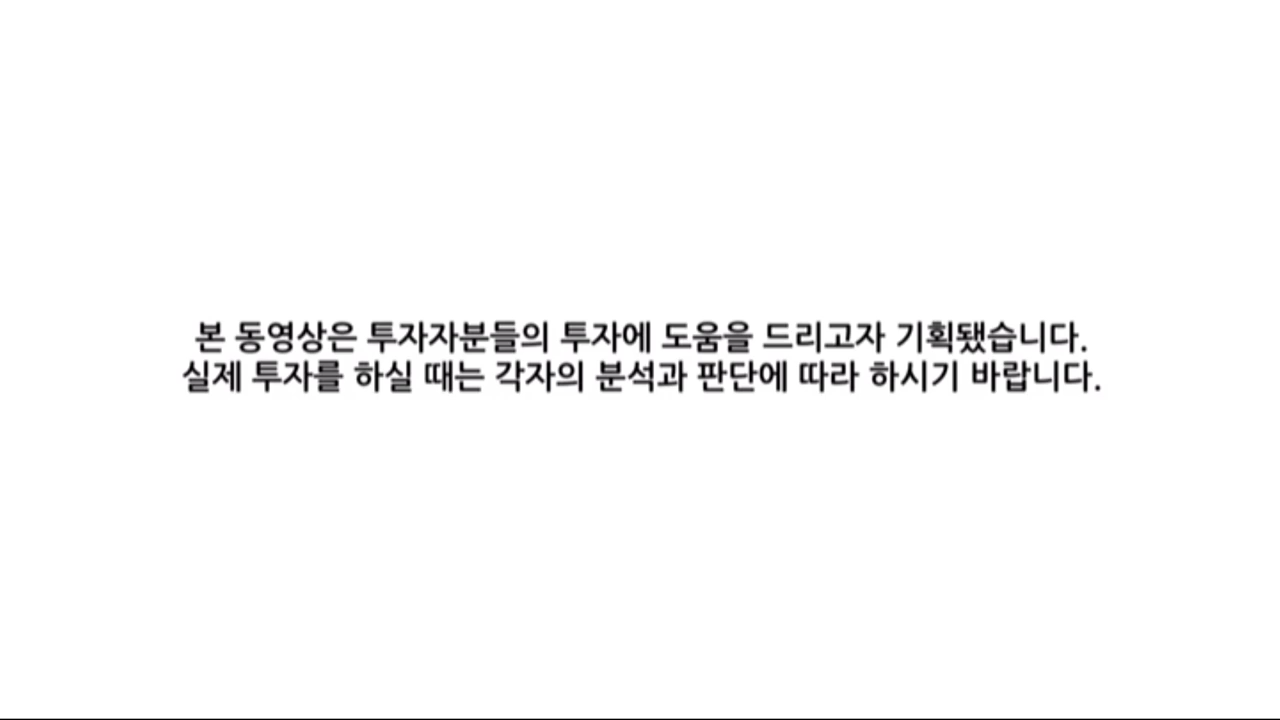 본 동영상은 투자자분들의 투자에 도움을 드리고자 기획됐습니다.
실제 투자를 하실 때는 각자의 분석과 판단에 따라 하시기 바랍니다.